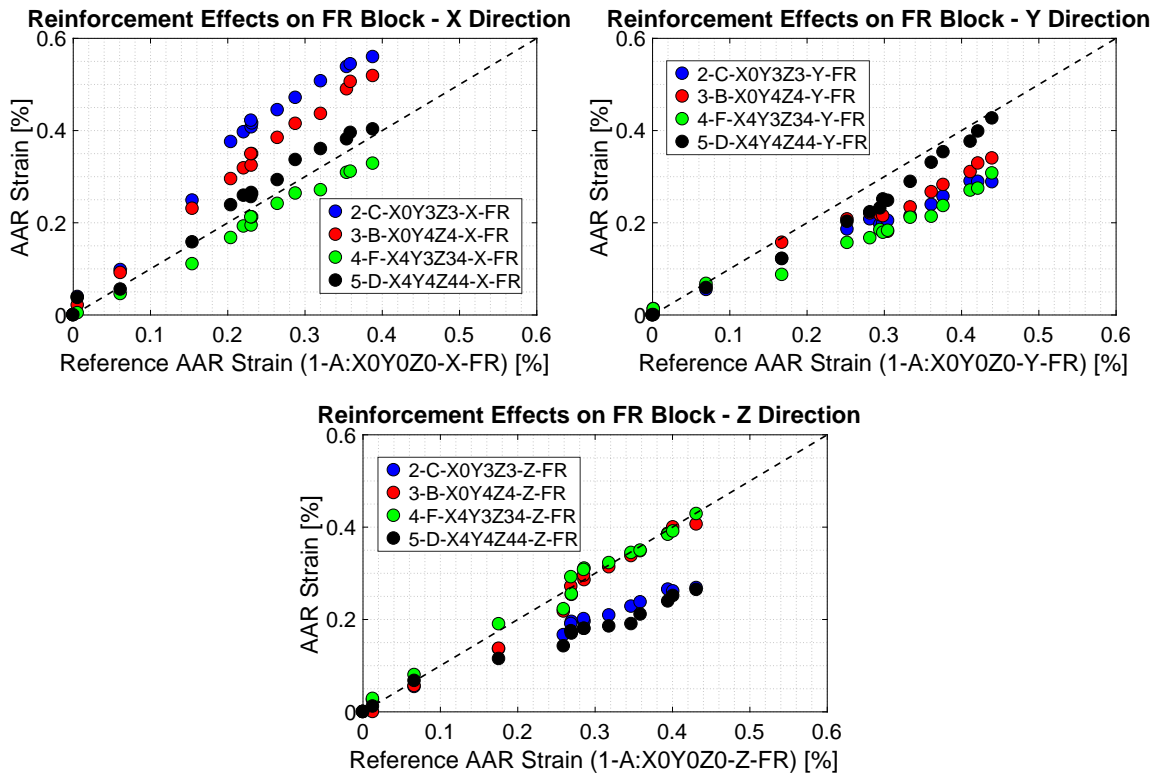 Reinforcement Effects on FR Block - X Direction
0.6
0.4
0.2
0
AAR Strain [%]
2-C-X0Y3Z3-X-FR
3-B-X0Y4Z4-X-FR
4-F-X4Y3Z34-X-FR
5-D-X4Y4Z44-X-FR
0 0.1 0.2 0.3 0.4 0.5 0.6
Reference AAR Strain (1-A:X0Y0Z0-X-FR) [%]
Reinforcement Effects on FR Block - Y Direction
0.6
0.4
0.2
0
AAR Strain [%]
2-C-X0Y3Z3-Y-FR
3-B-X0Y4Z4-Y-FR
4-F-X4Y3Z34-Y-FR
5-D-X4Y4Z44-Y-FR
0 0.1 0.2 0.3 0.4 0.5 0.6
Reference AAR Strain (1-A:X0Y0Z0-Y-FR) [%]
Reinforcement Effects on FR Block - Z Direction
0.6
0.4
0.2
0
AAR Strain [%]
2-C-X0Y3Z3-Z-FR
3-B-X0Y4Z4-Z-FR
4-F-X4Y3Z34-Z-FR
5-D-X4Y4Z44-Z-FR
0 0.1 0.2 0.3 0.4 0.5 0.6
Reference AAR Strain (1-A:X0Y0Z0-Z-FR) [%]